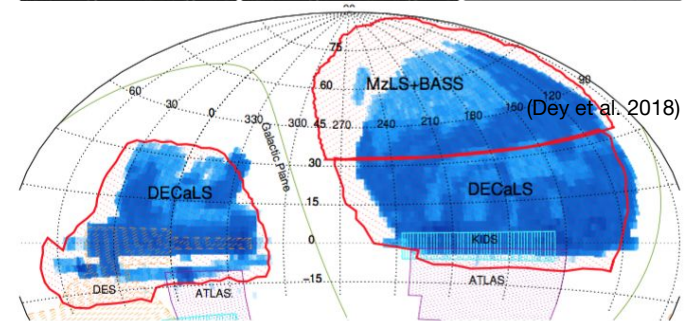 75
60
MzLS+BASS
90
120
(Dey et al. 2018)
150
60
30
0
330
300
45
270
240
210
180
Galactic Plane
30
DECaLS
DECaLS
15
0
KIDS
-15
DES
ATLAS
ATLAS